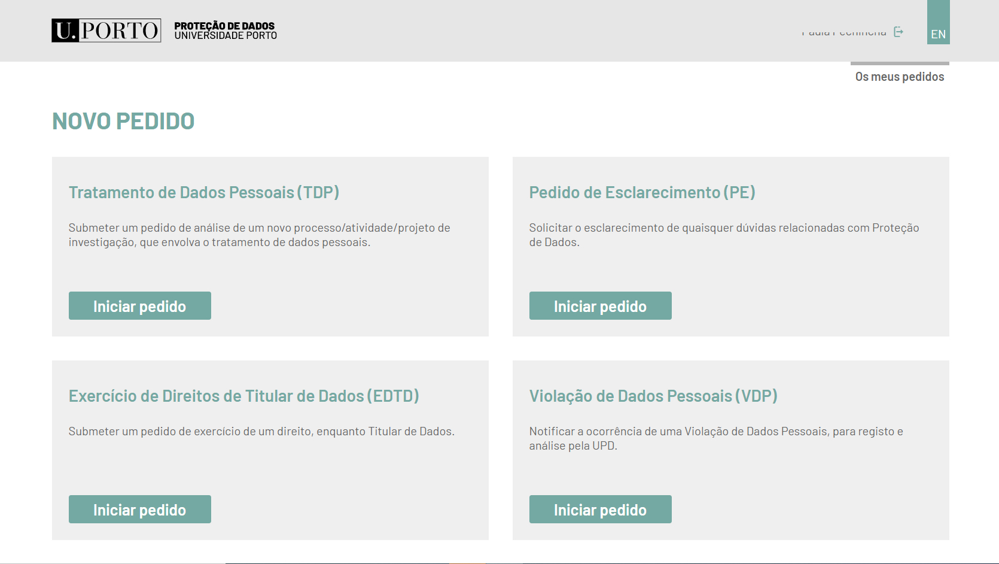 U. PORTO
PROTEÇÃO DE DADOS
UNIVERSIDADE PORTO
EN
Os meus pedidos
NOVO PEDIDO
Tratamento de Dados Pessoais (TDP)
Submeter um pedido de análise de um novo processo/atividade/projeto de
investigação, que envolva o tratamento de dados pessoais.
Iniciar pedido
Pedido de Esclarecimento (PE)
Solicitar o esclarecimento de quaisquer dúvidas relacionadas com Proteção
de Dados.
Iniciar pedido
Exercício de Direitos de Titular de Dados (EDTD)
Submeter um pedido de exercício de um direito, enquanto Titular de Dados.
Iniciar pedido
Violação de Dados Pessoais (VDP)
Notificar a ocorrência de uma Violação de Dados Pessoais, para registo e
análise pela UPD.
Iniciar pedido